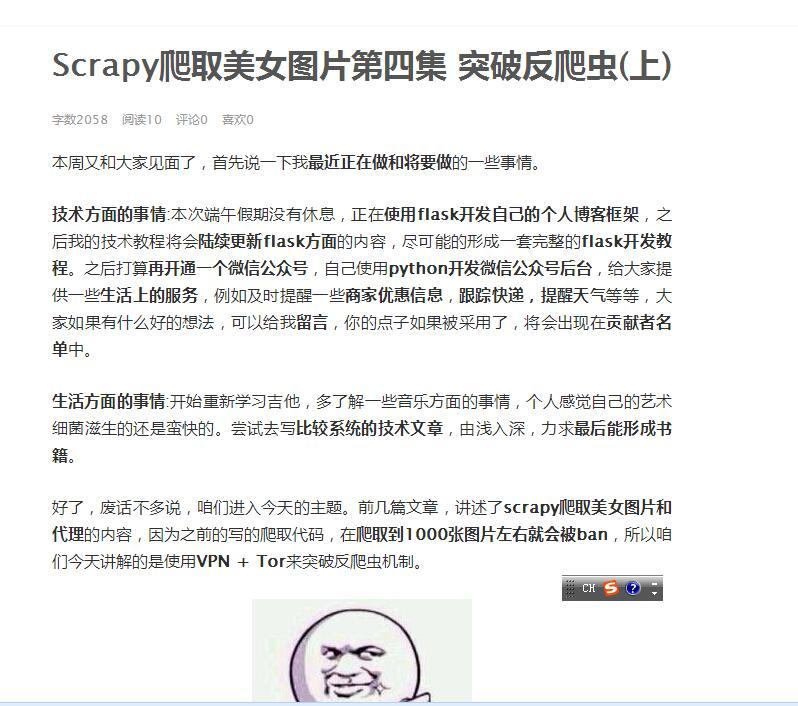 Scrapy爬取美女图片第四集 突破反爬虫(上)
字数2058 阅读10 评论0 喜欢0
本周又和大家见面了，首先说一下我最近正在做和将要做的一些事情。
技术方面的事情:本次端午假期没有休息，正在使用flask开发自己的个人博客框架，之
后我的技术教程将会陆续更新flask方面的内容，尽可能的形成一套完整的flask开发教
程。之后打算再开通一个微信公众号，自己使用python开发微信公众号后台，给大家提
供一些生活上的服务，例如及时提醒一些商家优惠信息，跟踪快递，提醒天气等等，大
家如果有什么好的想法，可以给我留言，你的点子如果被采用了，将会出现在贡献者名
单中。
生活方面的事情:开始重新学习吉他，多了解一些音乐方面的事情，个人感觉自己的艺术
细菌滋生的还是蛮快的。尝试去写比较系统的技术文章，由浅入深，力求最后能形成书
籍。
好了，废话不多说，咱们进入今天的主题。前几篇文章，讲述了scrapy爬取美女图片和
代理的内容，因为之前的写的爬取代码，在爬取到1000张图片左右就会被ban，所以咱
们今天讲解的是使用VPN + Tor来突破反爬虫机制。
CH S ?